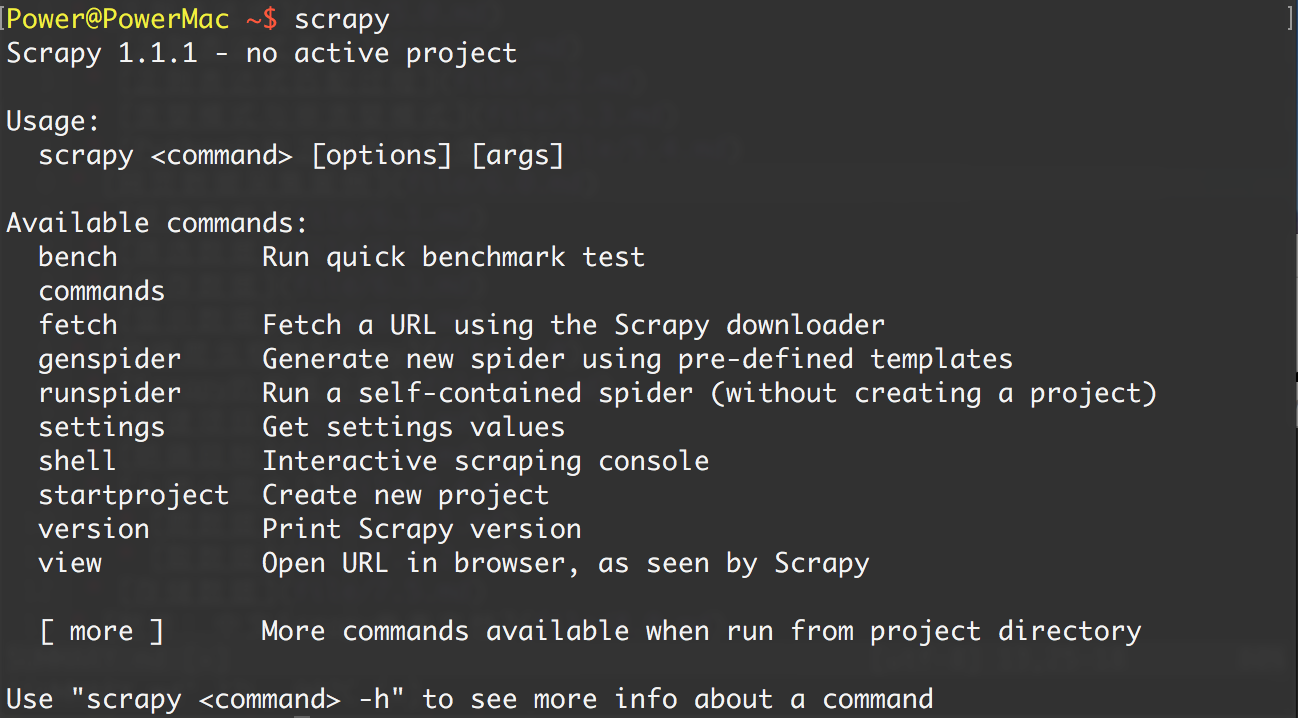 [Power@PowerMac ~$ scrapy ]
Scrapy 1.1.1 - no active project

Usage:
  scrapy <command> [options] [args]

Available commands:
  bench         Run quick benchmark test
  commands
  fetch         Fetch a URL using the Scrapy downloader
  genspider     Generate new spider using pre-defined templates
  runspider     Run a self-contained spider (without creating a project)
  settings      Get settings values
  shell         Interactive scraping console
  startproject  Create new project
  version       Print Scrapy version
  view          Open URL in browser, as seen by Scrapy

  [ more ]      More commands available when run from project directory

Use "scrapy <command> -h" to see more info about a command